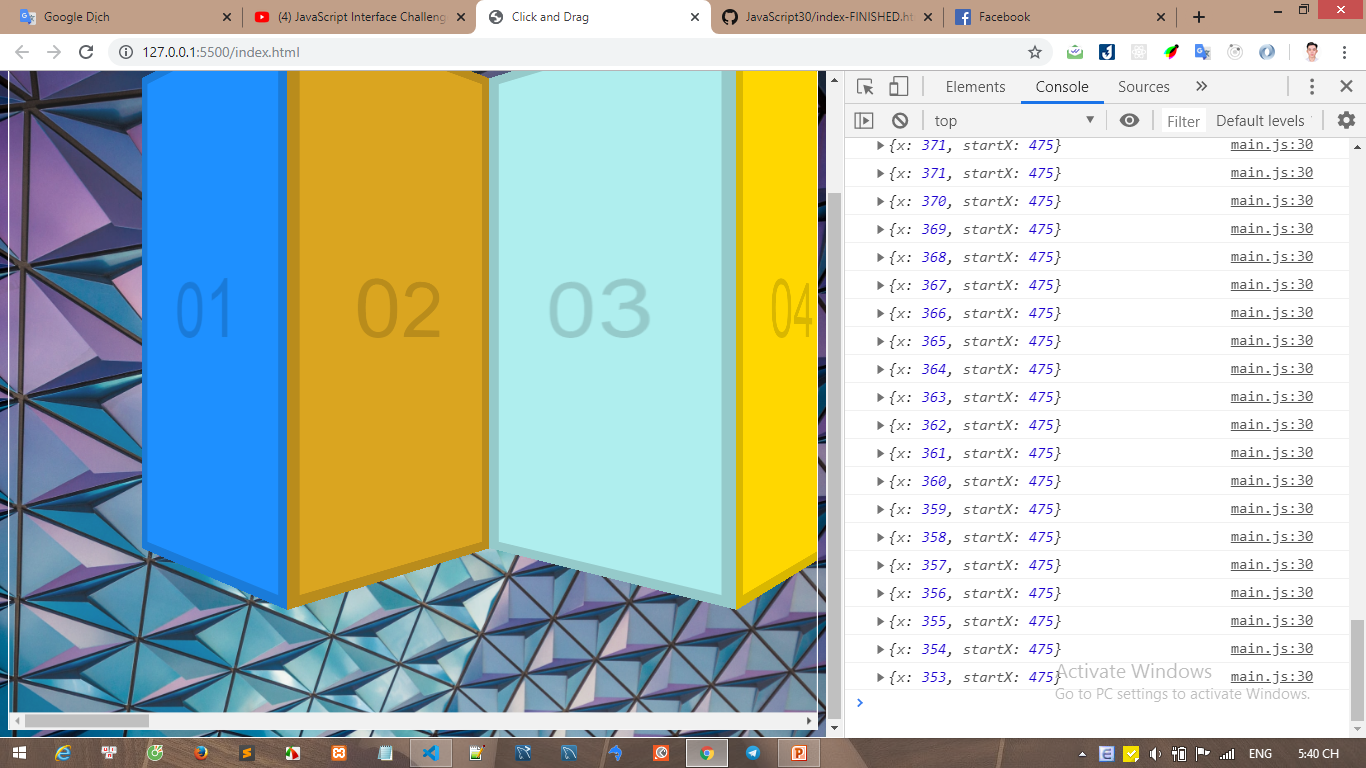 Google Dịch
(4) JavaScript Interface Challeng
Click and Drag
JavaScript30/index-FINISHED.ht
Facebook
127.0.0.1:5500/index.html
Elements Console Sources
top Filter Default levels
01 02 03 04
{x: 371, startX: 475} main.js:30
{x: 371, startX: 475} main.js:30
{x: 370, startX: 475} main.js:30
{x: 369, startX: 475} main.js:30
{x: 368, startX: 475} main.js:30
{x: 367, startX: 475} main.js:30
{x: 366, startX: 475} main.js:30
{x: 365, startX: 475} main.js:30
{x: 364, startX: 475} main.js:30
{x: 363, startX: 475} main.js:30
{x: 362, startX: 475} main.js:30
{x: 361, startX: 475} main.js:30
{x: 360, startX: 475} main.js:30
{x: 359, startX: 475} main.js:30
{x: 358, startX: 475} main.js:30
{x: 357, startX: 475} main.js:30
{x: 356, startX: 475} main.js:30
{x: 355, startX: 475} main.js:30
{x: 354, startX: 475} main.js:30
{x: 353, startX: 475} main.js:30
Activate Windows
Go to PC settings to activate Windows.
ENG 5:40 CH